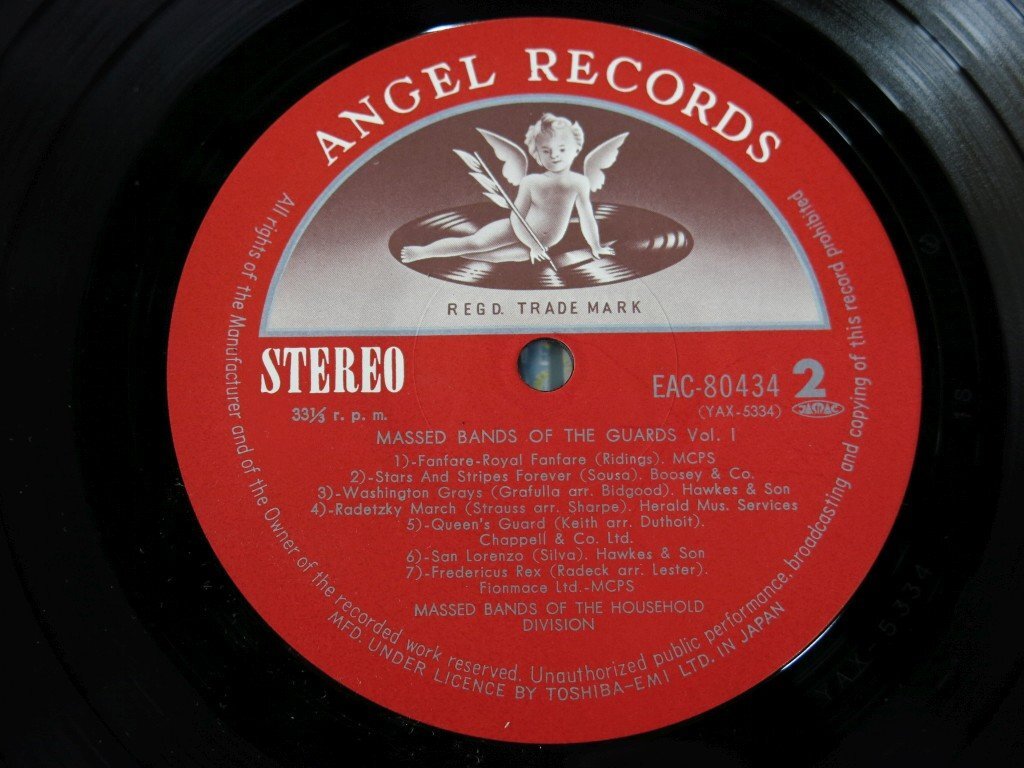 ANGEL RECORDS
REGD. TRADE MARK
STEREO
33⅓ r. p. m.
EAC-80434 2
(YAX-5334) JASRAC
MASSED BANDS OF THE GUARDS Vol. I
1)-Fanfare-Royal Fanfare (Ridings). MCPS
2)-Stars And Stripes Forever (Sousa). Boosey & Co.
3)-Washington Grays (Grafulla arr. Bidgood). Hawkes & Son
4)-Radetzky March (Strauss arr. Sharpe). Herald Mus. Services
5)-Queen's Guard (Keith arr. Duthoit).
Chappell & Co. Ltd.
6)-San Lorenzo (Silva). Hawkes & Son
7)-Fredericus Rex (Radeck arr. Lester).
Fionmace Ltd.-MCPS
MASSED BANDS OF THE HOUSEHOLD
DIVISION
All rights of the Manufacturer and of the Owner of the recorded work reserved. Unauthorized public performance, broadcasting and copying of this record prohibited
MFD. UNDER LICENCE BY TOSHIBA-EMI LTD. IN JAPAN
YAX-5334
18